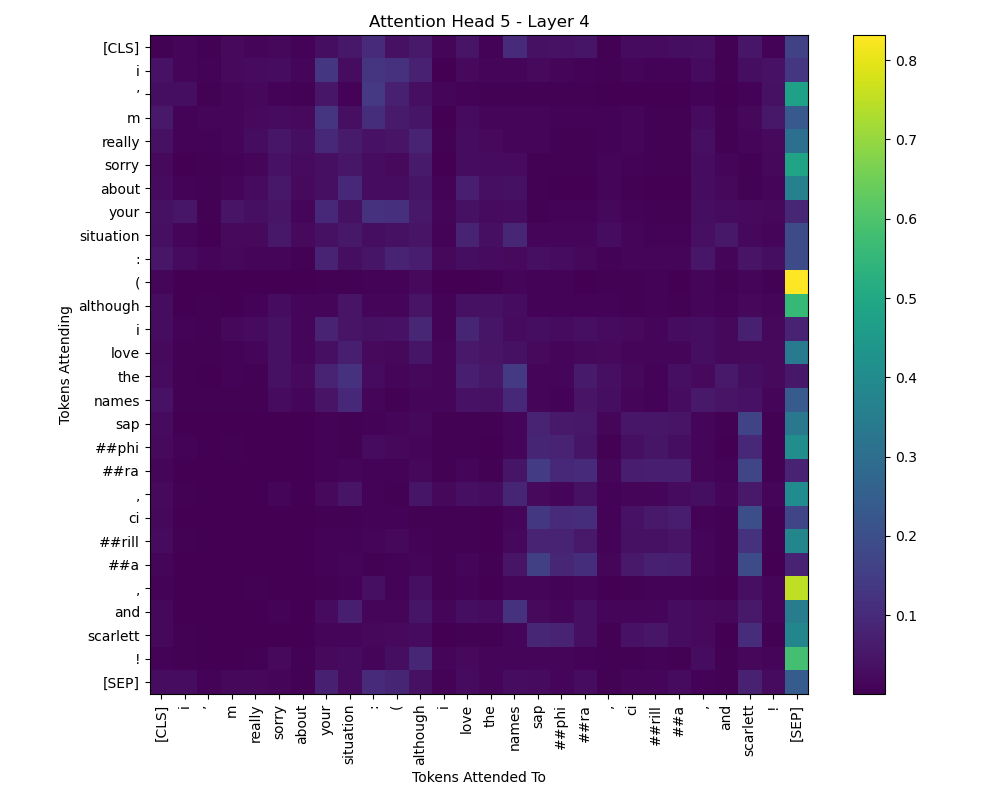 Attention Head 5 - Layer 4
Tokens Attending
[CLS]
i
’
m
really
sorry
about
your
situation
:
(
although
i
love
the
names
sap
##phi
##ra
,
ci
##rill
##a
,
and
scarlett
!
[SEP]
[CLS]
i
’
m
really
sorry
about
your
situation
:
(
although
i
love
the
names
sap
##phi
##ra
,
ci
##rill
##a
,
and
scarlett
!
[SEP]
Tokens Attended To
0.8
0.7
0.6
0.5
0.4
0.3
0.2
0.1